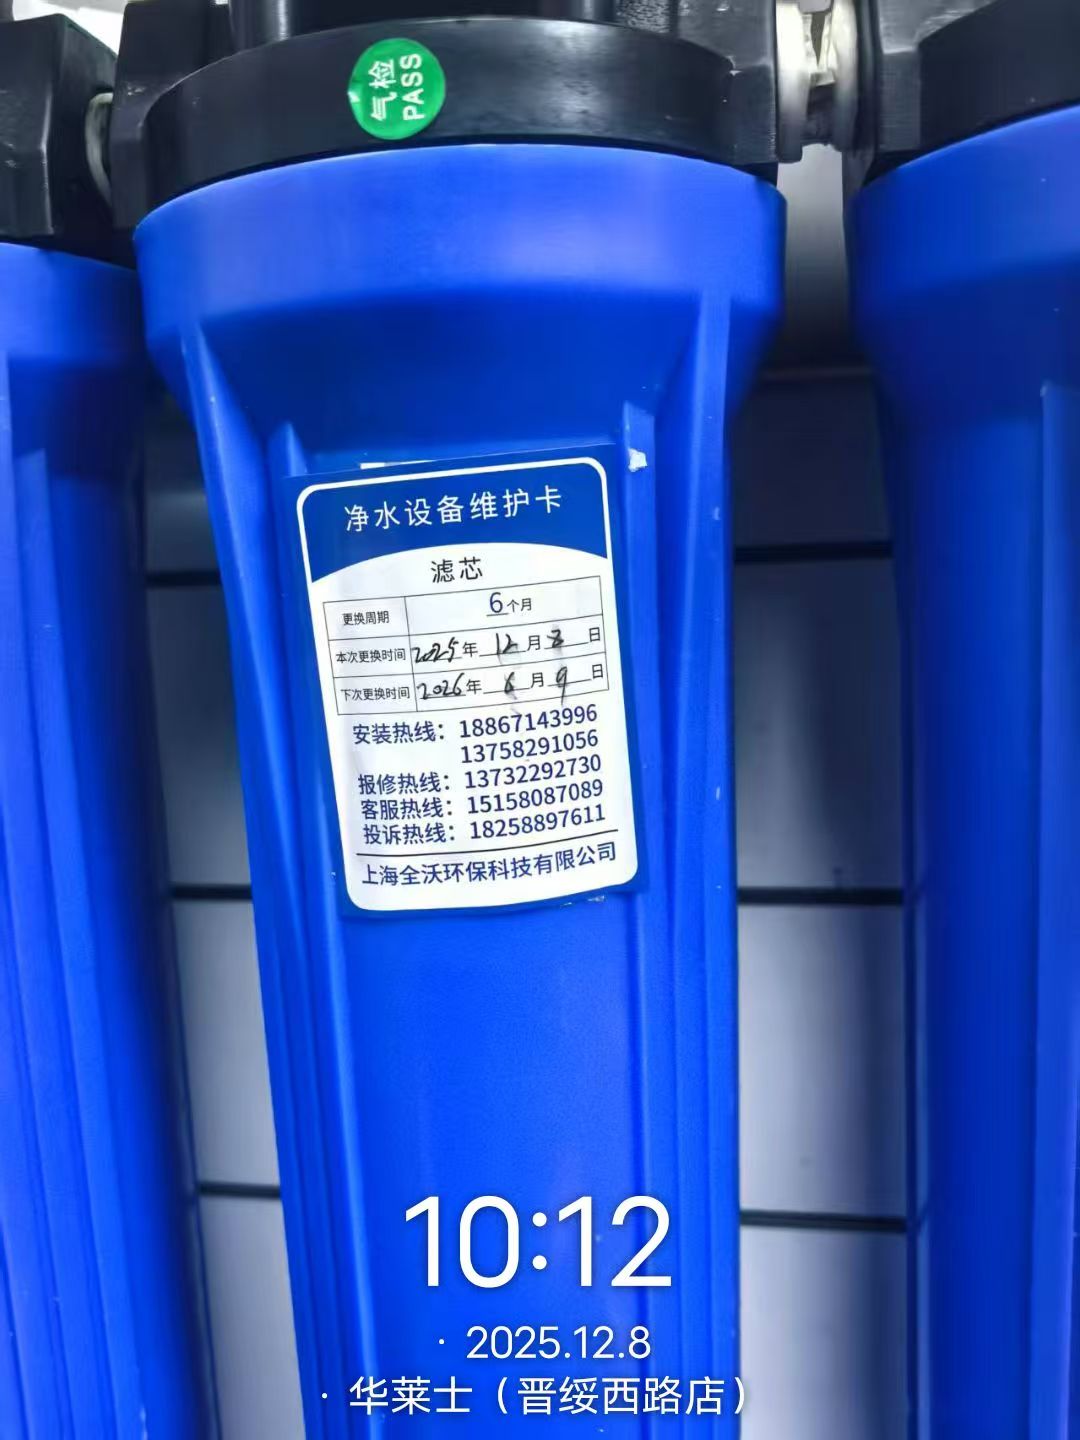 气检
PASS
净水设备维护卡
滤芯
更换周期 6个月
本次更换时间 2025年12月8日
下次更换时间 2026年6月9日
安装热线：18867143996
13758291056
报修热线：13732292730
客服热线：15158087089
投诉热线：18258897611
上海全沃环保科技有限公司
10:12
· 2025.12.8
· 华莱士（晋绥西路店）